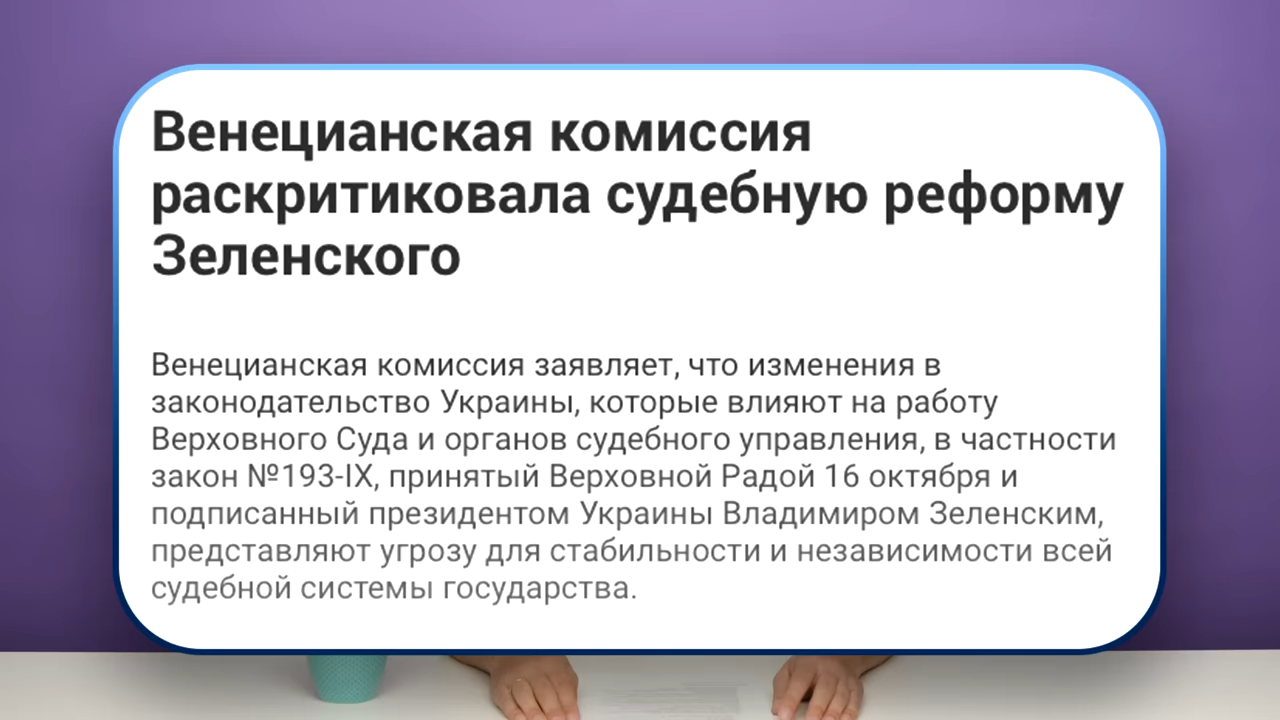 Венецианская комиссия
раскритиковала судебную реформу
Зеленского
Венецианская комиссия заявляет, что изменения в
законодательство Украины, которые влияют на работу
Верховного Суда и органов судебного управления, в частности
закон №193-IX, принятый Верховной Радой 16 октября и
подписанный президентом Украины Владимиром Зеленским,
представляют угрозу для стабильности и независимости всей
судебной системы государства.